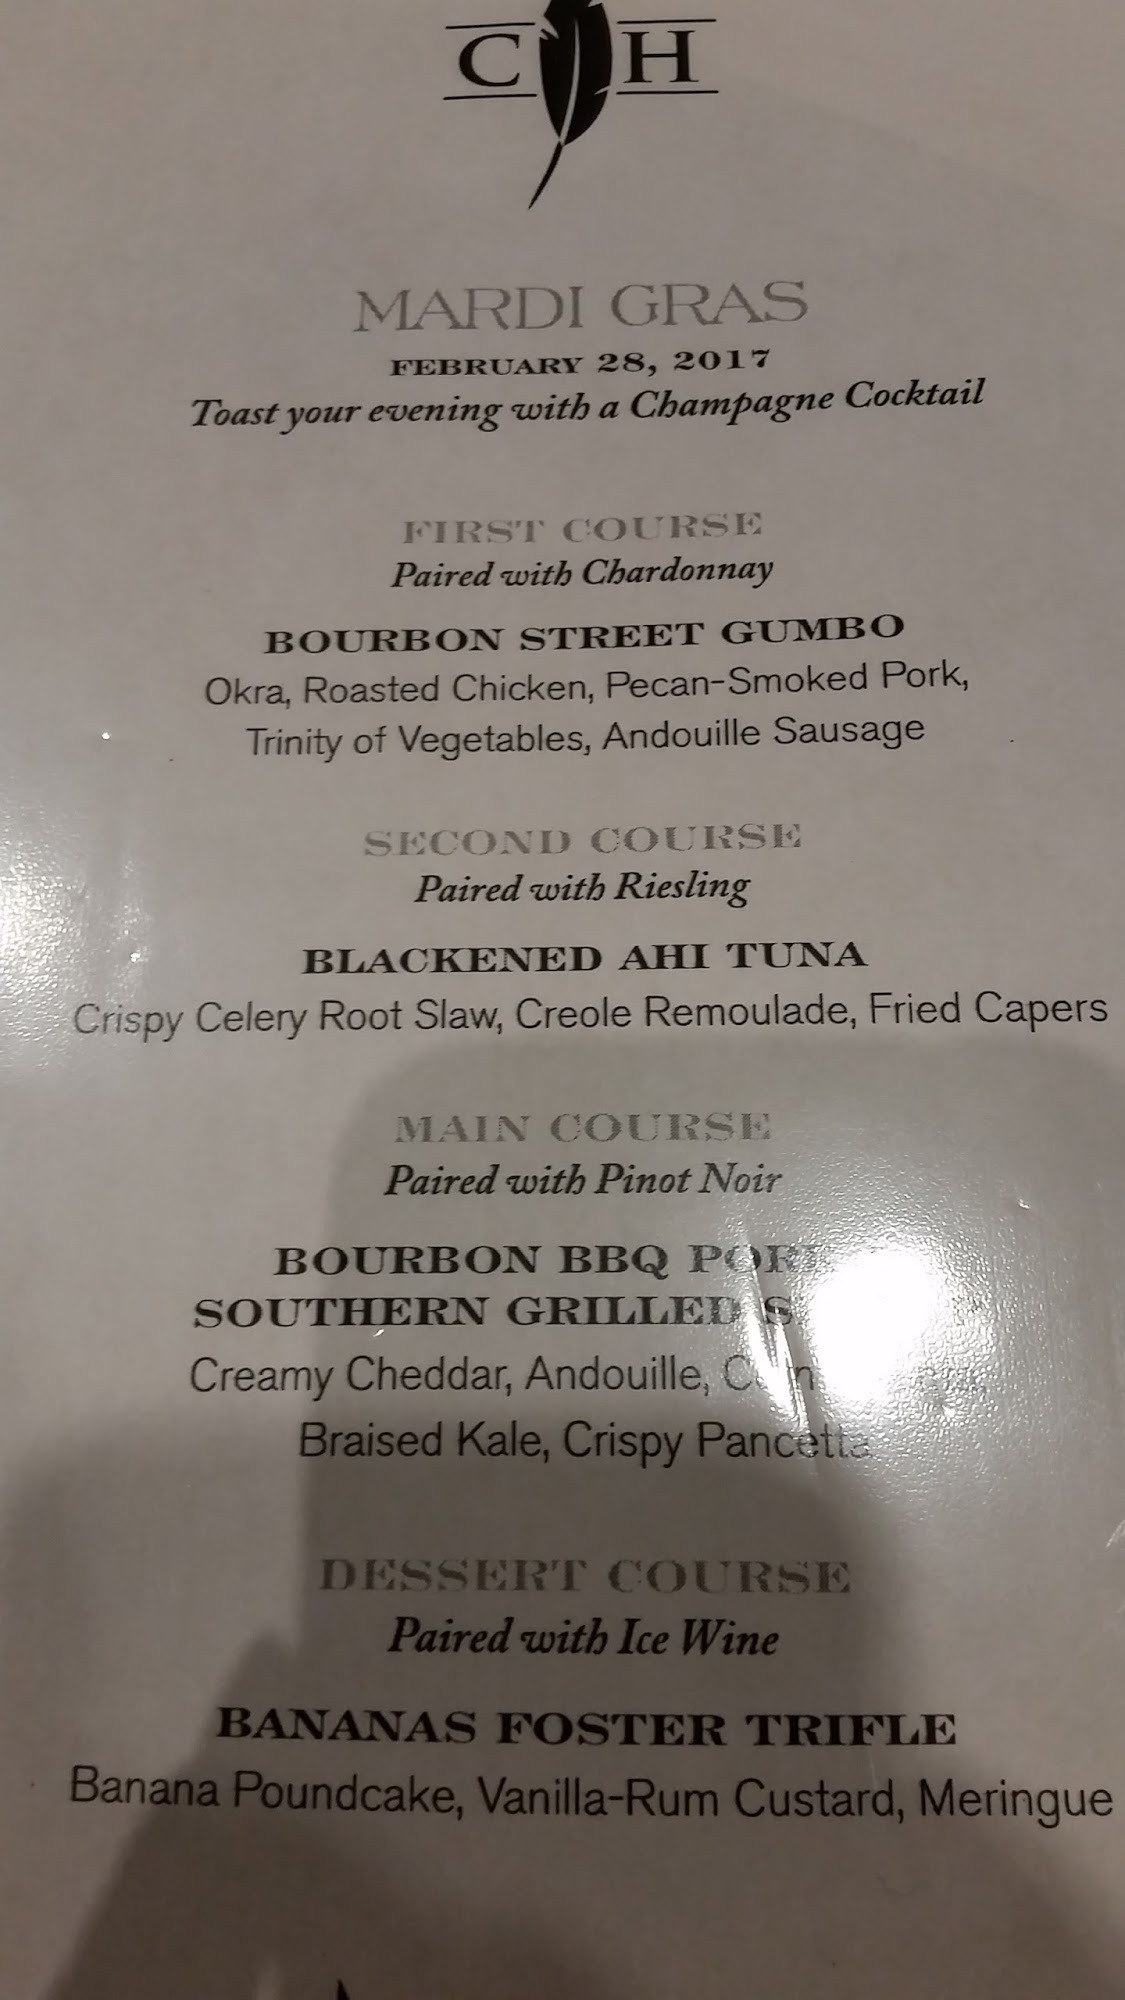 C H
MARDI GRAS
FEBRUARY 28, 2017
Toast your evening with a Champagne Cocktail
FIRST COURSE
Paired with Chardonnay
BOURBON STREET GUMBO
Okra, Roasted Chicken, Pecan-Smoked Pork,
Trinity of Vegetables, Andouille Sausage
SECOND COURSE
Paired with Riesling
BLACKENED AHI TUNA
Crispy Celery Root Slaw, Creole Remoulade, Fried Capers
MAIN COURSE
Paired with Pinot Noir
BOURBON BBQ
SOUTHERN GRILLED
Creamy Cheddar, Andouille,
Braised Kale, Crispy Pancetta
DESSERT COURSE
Paired with Ice Wine
BANANAS FOSTER TRIFLE
Banana Poundcake, Vanilla-Rum Custard, Meringue